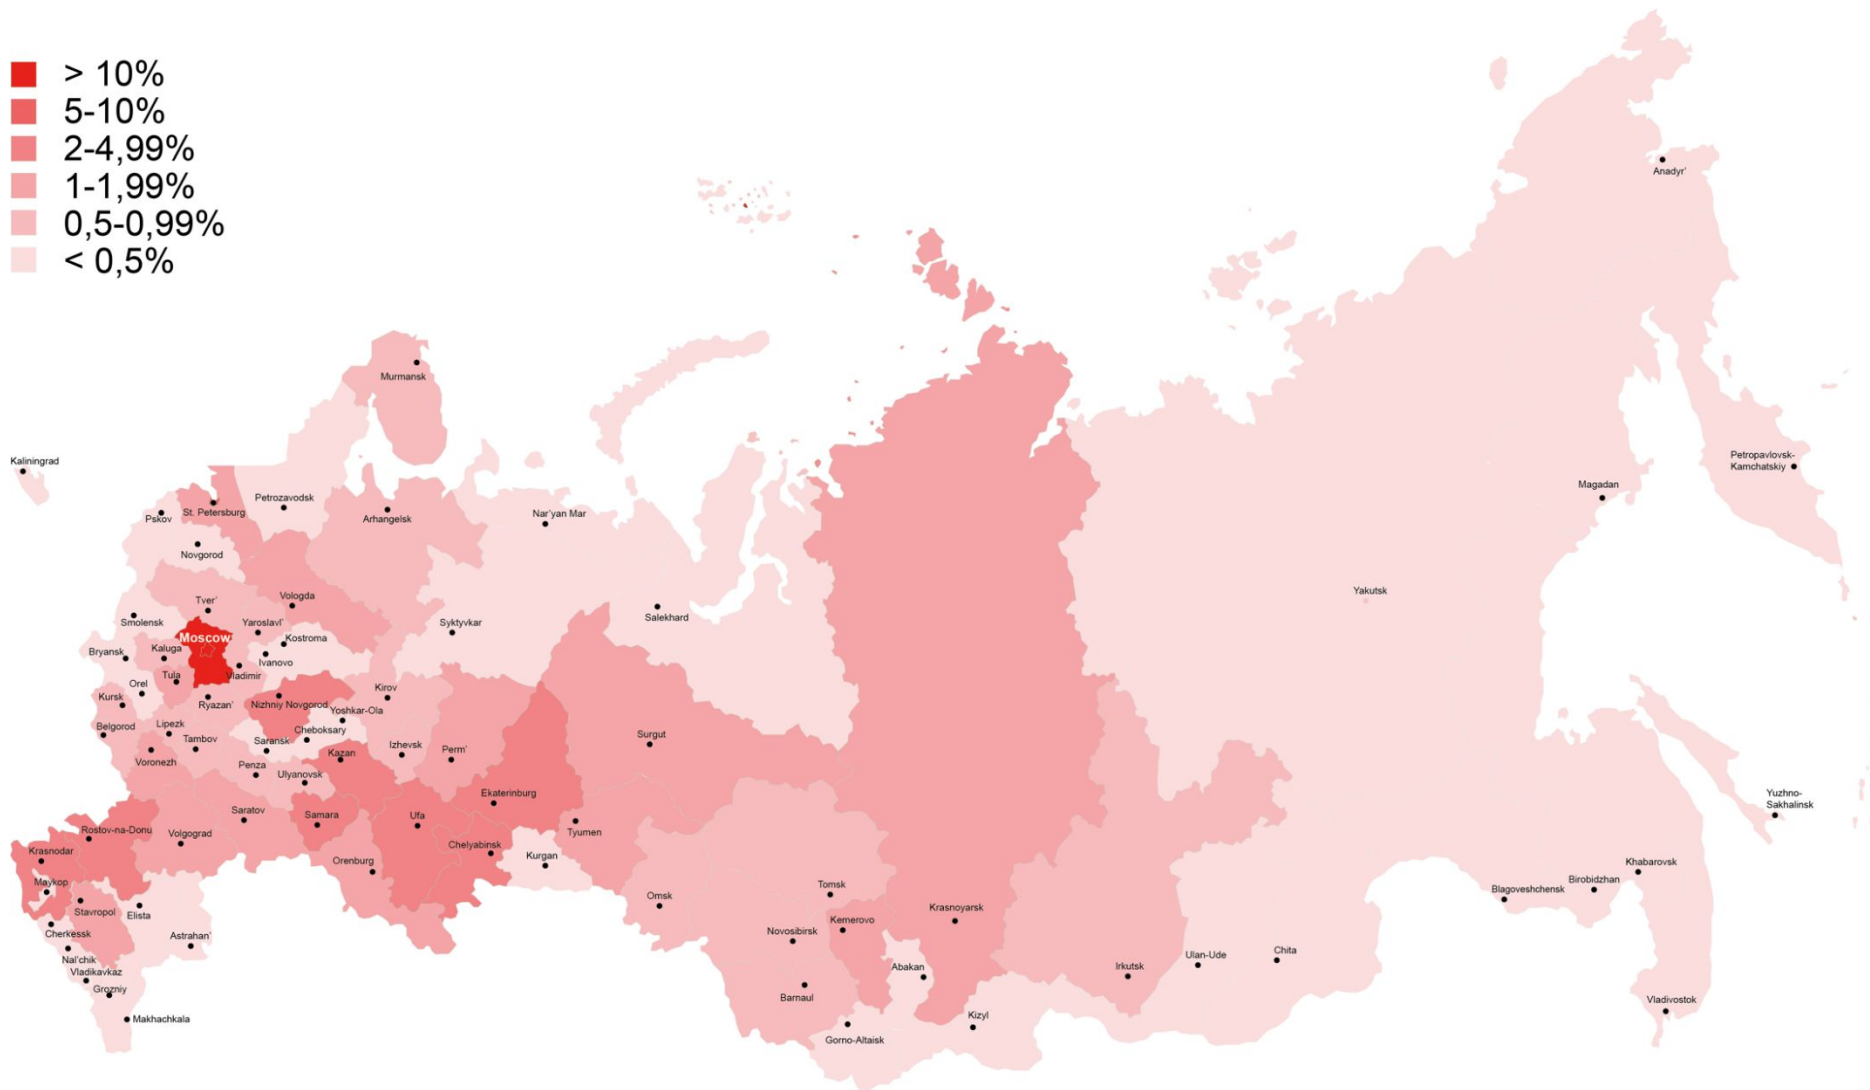 > 10%
5-10%
2-4,99%
1-1,99%
0,5-0,99%
< 0,5%
Anadyr'
Murmansk
Kaliningrad
Petropavlovsk-
Kamchatskiy
Magadan
Petrozavodsk
St. Petersburg
Pskov
Arhangelsk
Nar'yan Mar
Novgorod
Yakutsk
Vologda
Tver'
Salekhard
Smolensk
Yaroslavl'
Syktyvkar
Moscow
Kostroma
Kaluga
Bryansk
Ivanovo
Tula
Vladimir
Orel
Kirov
Kursk
Ryazan'
Nizhniy Novgorod
Yoshkar-Ola
Belgorod
Lipezk
Cheboksary
Surgut
Tambov
Saransk
Izhevsk
Perm'
Kazan
Voronezh
Penza
Ulyanovsk
Ekaterinburg
Yuzhno-
Sakhalinsk
Saratov
Samara
Ufa
Rostov-na-Donu
Volgograd
Tyumen
Chelyabinsk
Krasnodar
Kurgan
Orenburg
Khabarovsk
Birobidzhan
Maykop
Tomsk
Blagoveshchensk
Omsk
Stavropol
Elista
Krasnoyarsk
Kemerovo
Cherkessk
Astrahan'
Novosibirsk
Chita
Ulan-Ude
Nal'chik
Abakan
Irkutsk
Vladikavkaz
Grozniy
Barnaul
Vladivostok
Kizyl
Makhachkala
Gorno-Altaisk